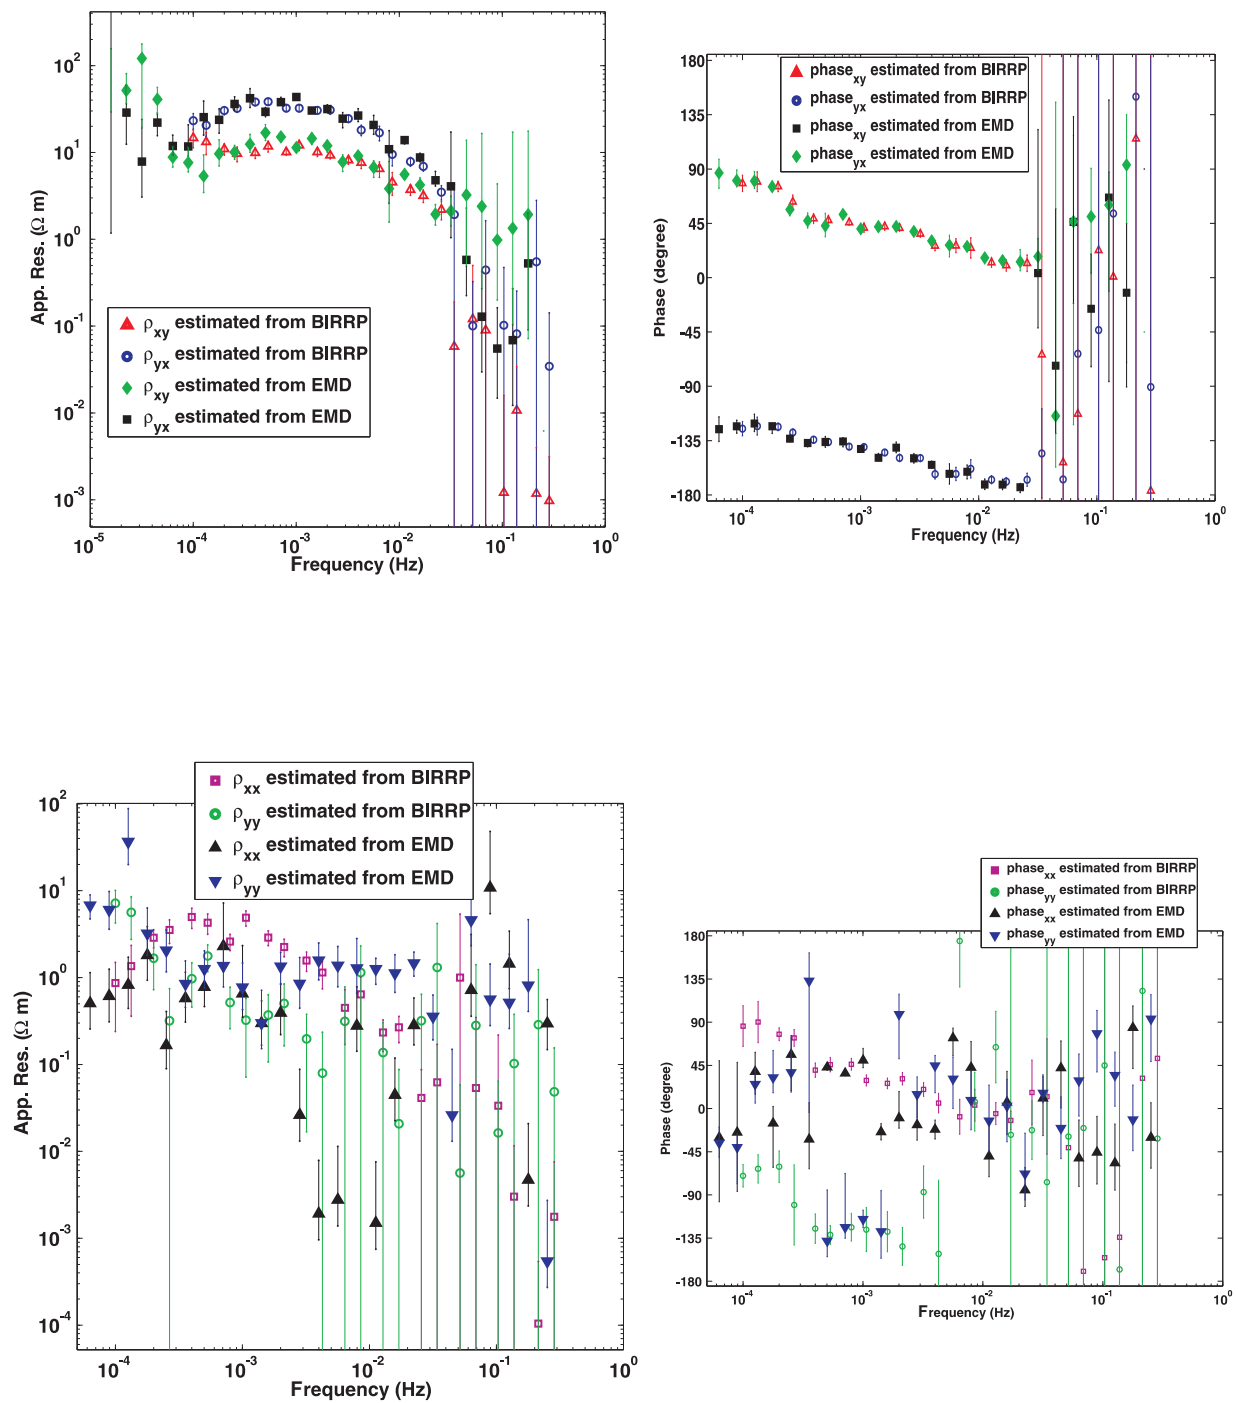 10^2
10^1
10^0
10^-1
10^-2
10^-3
App. Res. (Ω m)
ρxy estimated from BIRRP
ρyx estimated from BIRRP
ρxy estimated from EMD
ρyx estimated from EMD
10^-5
10^-4
10^-3
10^-2
10^-1
10^0
Frequency (Hz)
180
135
90
45
0
-45
-90
-135
-180
Phase (degree)
phasexy estimated from BIRRP
phaseyx estimated from BIRRP
phasexy estimated from EMD
phaseyx estimated from EMD
10^-4
10^-3
10^-2
10^-1
10^0
Frequency (Hz)
ρxx estimated from BIRRP
ρyy estimated from BIRRP
ρxx estimated from EMD
ρyy estimated from EMD
10^2
10^1
10^0
10^-1
10^-2
10^-3
10^-4
App. Res. (Ω m)
10^-4
10^-3
10^-2
10^-1
10^0
Frequency (Hz)
phasexx estimated from BIRRP
phaseyy estimated from BIRRP
phasexx estimated from EMD
phaseyy estimated from EMD
180
135
90
45
0
-45
-90
-135
-180
Phase (degree)
10^-4
10^-3
10^-2
10^-1
10^0
Frequency (Hz)